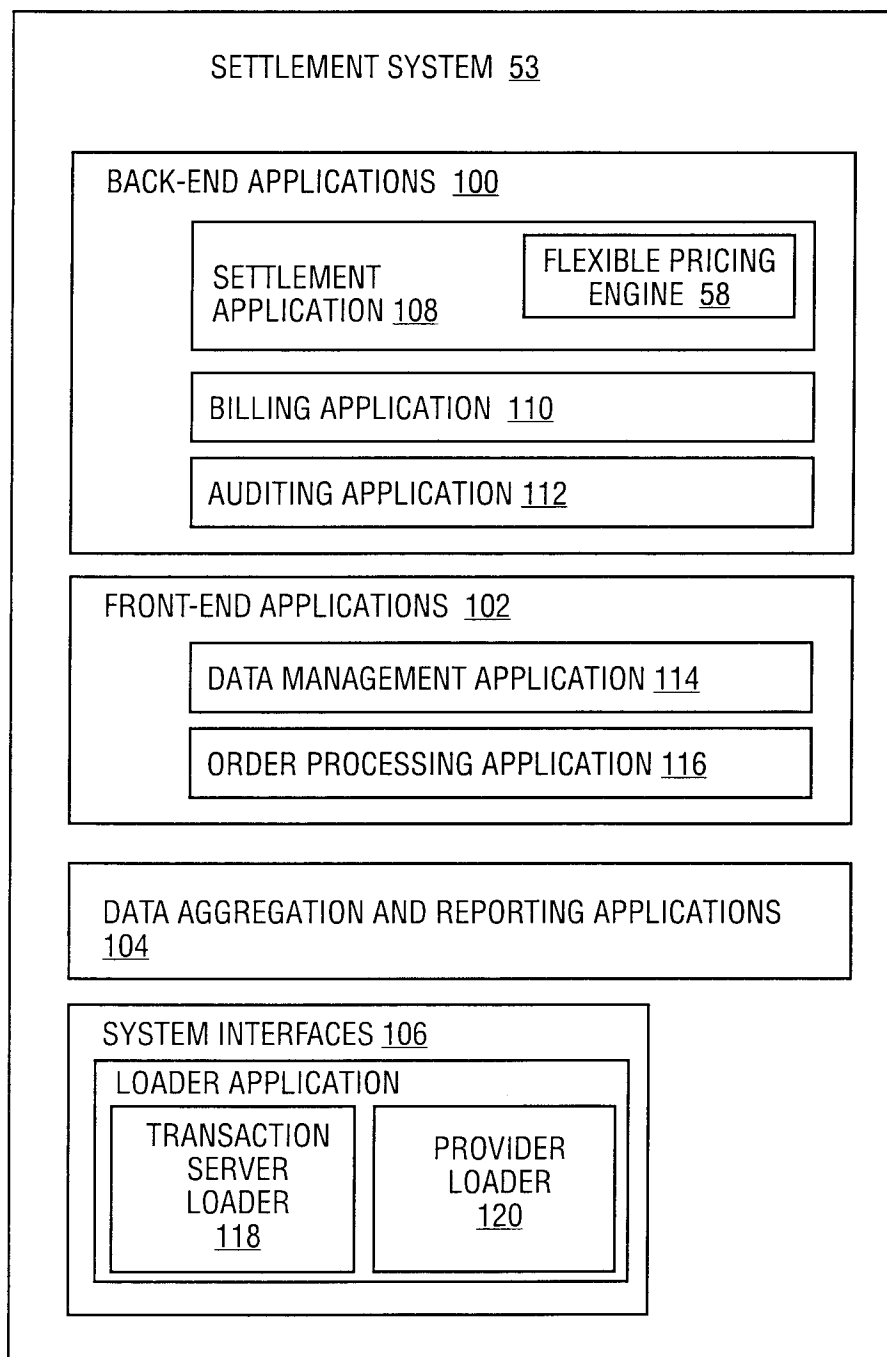 SETTLEMENT SYSTEM 53
BACK-END APPLICATIONS 100
SETTLEMENT
APPLICATION 108
FLEXIBLE PRICING
ENGINE 58
BILLING APPLICATION 110
AUDITING APPLICATION 112
FRONT-END APPLICATIONS 102
DATA MANAGEMENT APPLICATION 114
ORDER PROCESSING APPLICATION 116
DATA AGGREGATION AND REPORTING APPLICATIONS
104
SYSTEM INTERFACES 106
LOADER APPLICATION
TRANSACTION
SERVER
LOADER
118
PROVIDER
LOADER
120